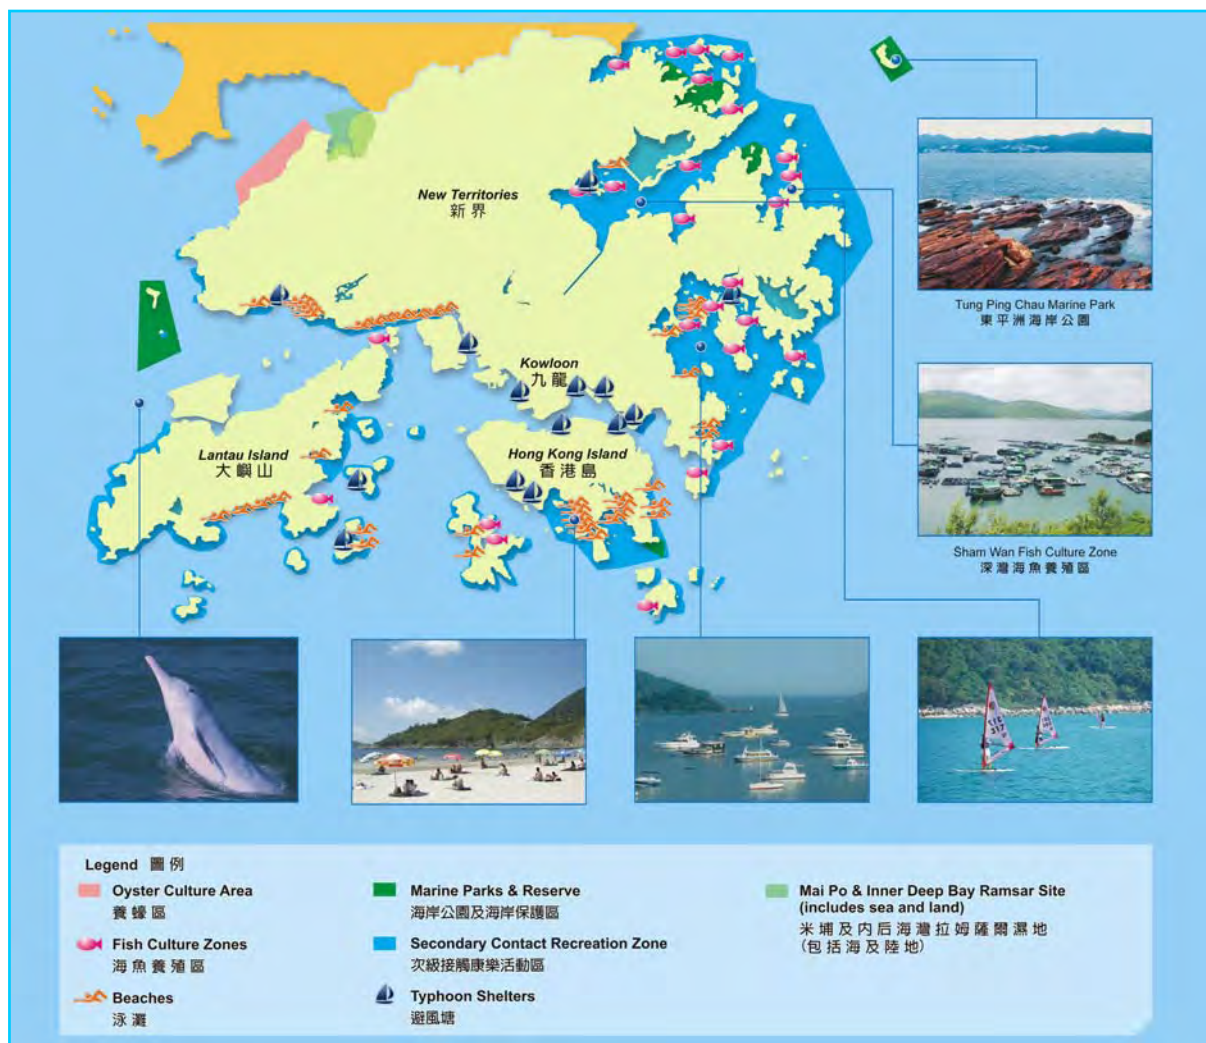 New Territories
新界
Kowloon
九龍
Lantau Island
大嶼山
Hong Kong Island
香港島
Tung Ping Chau Marine Park
東平洲海岸公園
Sham Wan Fish Culture Zone
深灣海魚養殖區
Legend 圖例
Oyster Culture Area
養蠔區
Fish Culture Zones
海魚養殖區
Beaches
泳灘
Marine Parks & Reserve
海岸公園及海岸保護區
Secondary Contact Recreation Zone
次級接觸康樂活動區
Typhoon Shelters
避風塘
Mai Po & Inner Deep Bay Ramsar Site
(includes sea and land)
米埔及内后海灣拉姆薩爾濕地
(包括海及陸地)